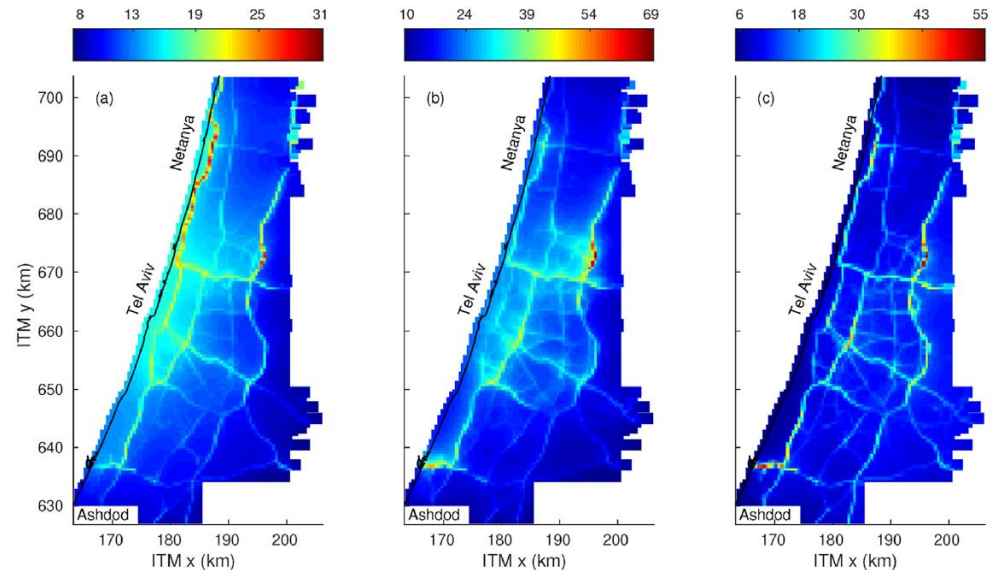 8 13 18 21 25 31
10 24 39 54 69
6 18 30 43 55
(a)
(b)
(c)
Netanya
Netanya
Netanya
Tel Aviv
Tel Aviv
Tel Aviv
Ashdod
Ashdod
Ashdod
ITM y (km)
700
690
680
670
660
650
640
630
170 180 190 200
170 180 190 200
170 180 190 200
ITM x (km)
ITM x (km)
ITM x (km)